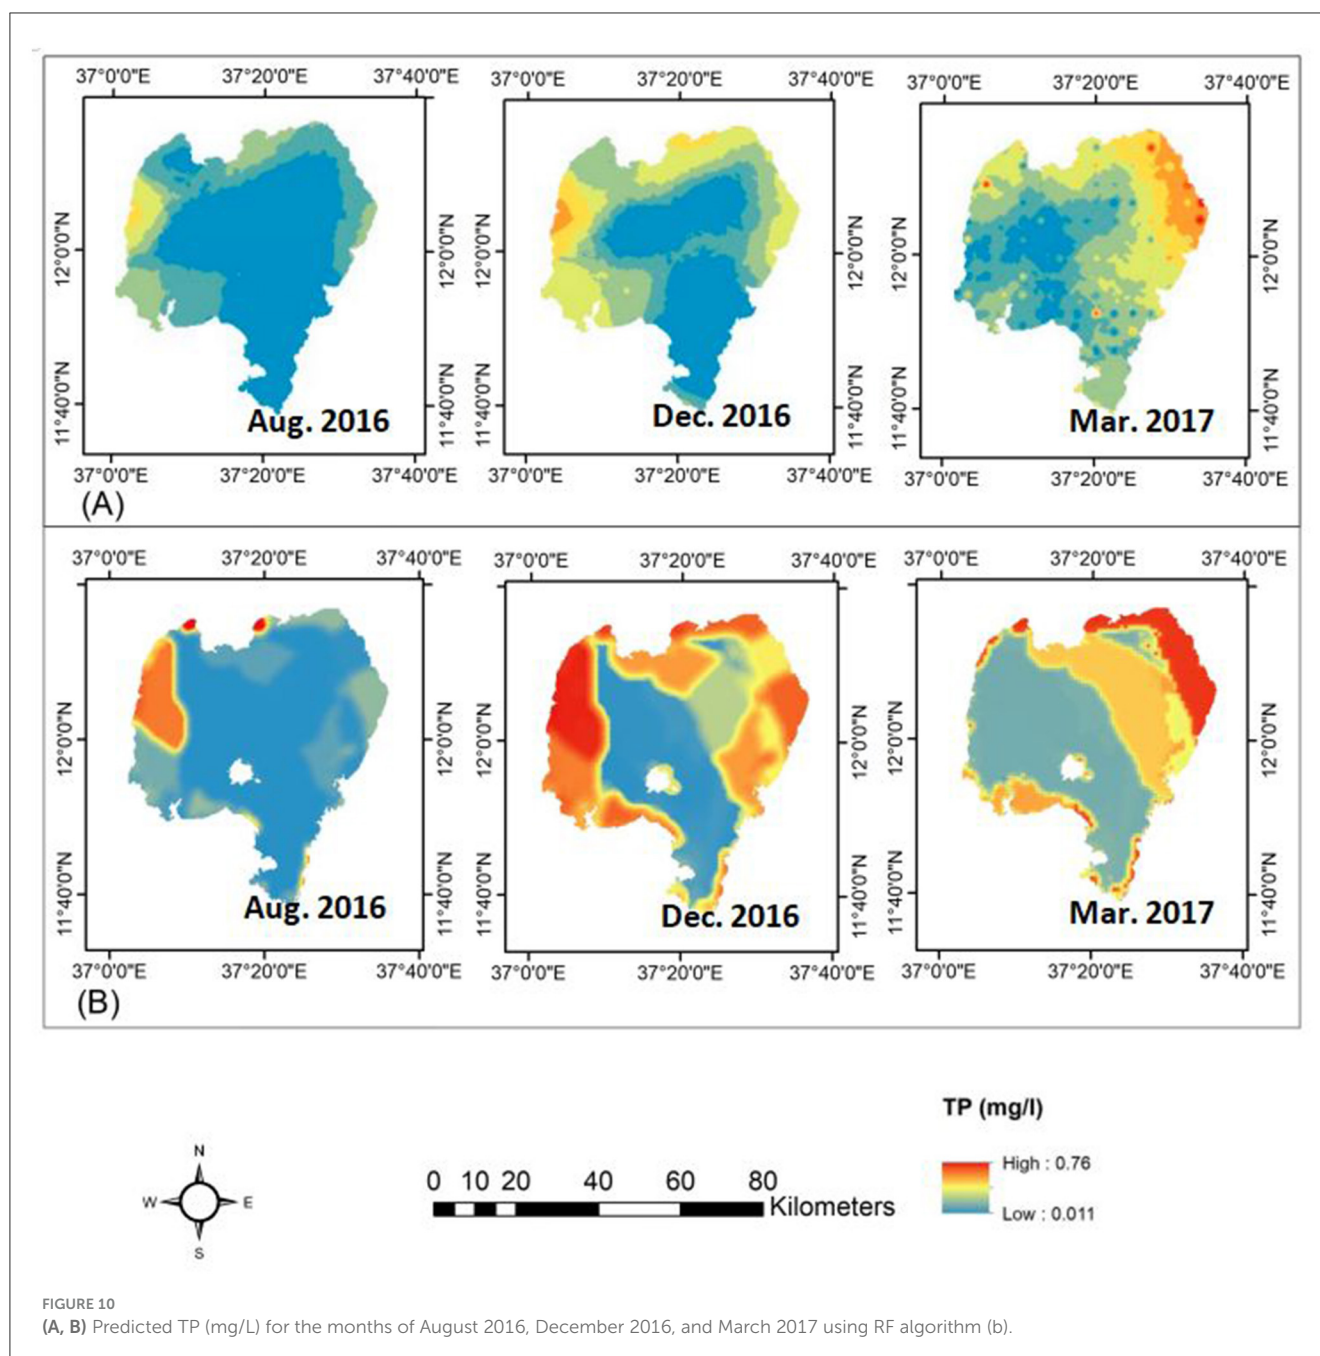 37°0'0"E 37°20'0"E 37°40'0"E 37°0'0"E 37°20'0"E 37°40'0"E 37°0'0"E 37°20'0"E 37°40'0"E
12°0'0"N 12°0'0"N 12°0'0"N 12°0'0"N 12°0'0"N 12°0'0"N
11°40'0"N 11°40'0"N 11°40'0"N 11°40'0"N 11°40'0"N 11°40'0"N
Aug. 2016 Dec. 2016 Mar. 2017
37°0'0"E 37°20'0"E 37°40'0"E 37°0'0"E 37°20'0"E 37°40'0"E 37°0'0"E 37°20'0"E 37°40'0"E
(A)
37°0'0"E 37°20'0"E 37°40'0"E 37°0'0"E 37°20'0"E 37°40'0"E 37°0'0"E 37°20'0"E 37°40'0"E
12°0'0"N 12°0'0"N 12°0'0"N 12°0'0"N 12°0'0"N 12°0'0"N
11°40'0"N 11°40'0"N 11°40'0"N 11°40'0"N 11°40'0"N 11°40'0"N
Aug. 2016 Dec. 2016 Mar. 2017
37°0'0"E 37°20'0"E 37°40'0"E 37°0'0"E 37°20'0"E 37°40'0"E 37°0'0"E 37°20'0"E 37°40'0"E
(B)
TP (mg/l)
High : 0.76
Low : 0.011
N
W E
S
0 10 20 40 60 80
Kilometers
FIGURE 10
(A, B) Predicted TP (mg/L) for the months of August 2016, December 2016, and March 2017 using RF algorithm (b).